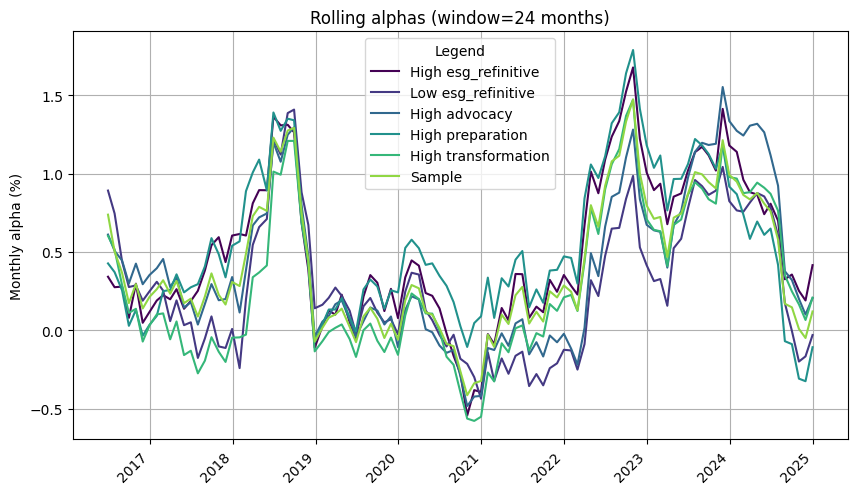 Rolling alphas (window=24 months)
Legend
High esg_refinitive
Low esg_refinitive
High advocacy
High preparation
High transformation
Sample
Monthly alpha (%)
1.5
1.0
0.5
0.0
−0.5
2017
2018
2019
2020
2021
2022
2023
2024
2025